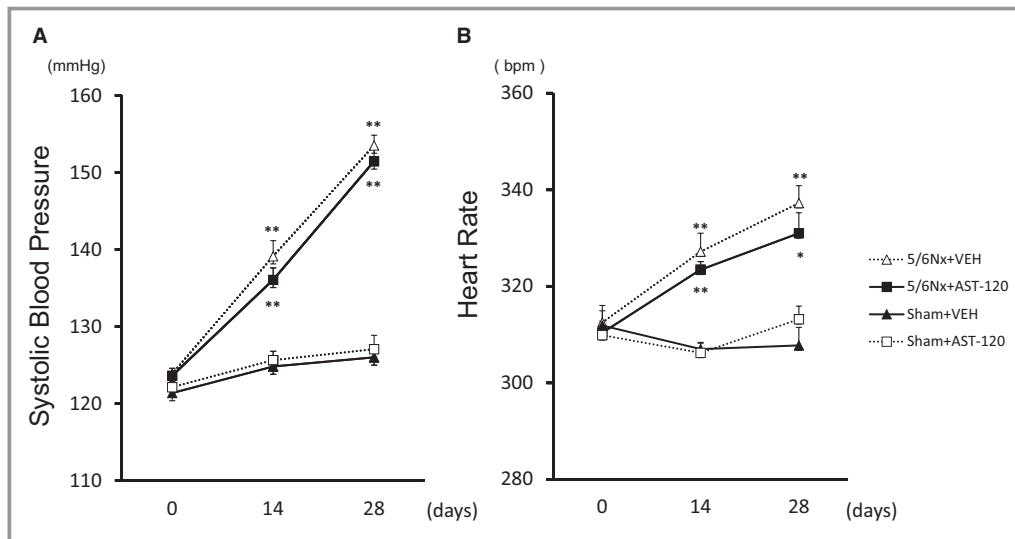 A
(mmHg)
Systolic Blood Pressure
160
150
140
130
120
110
**
**
**
**
0 14 28 (days)
B
( bpm )
Heart Rate
360
340
320
300
280
**
**
**
*
0 14 28 (days)
5/6Nx+VEH
5/6Nx+AST-120
Sham+VEH
Sham+AST-120